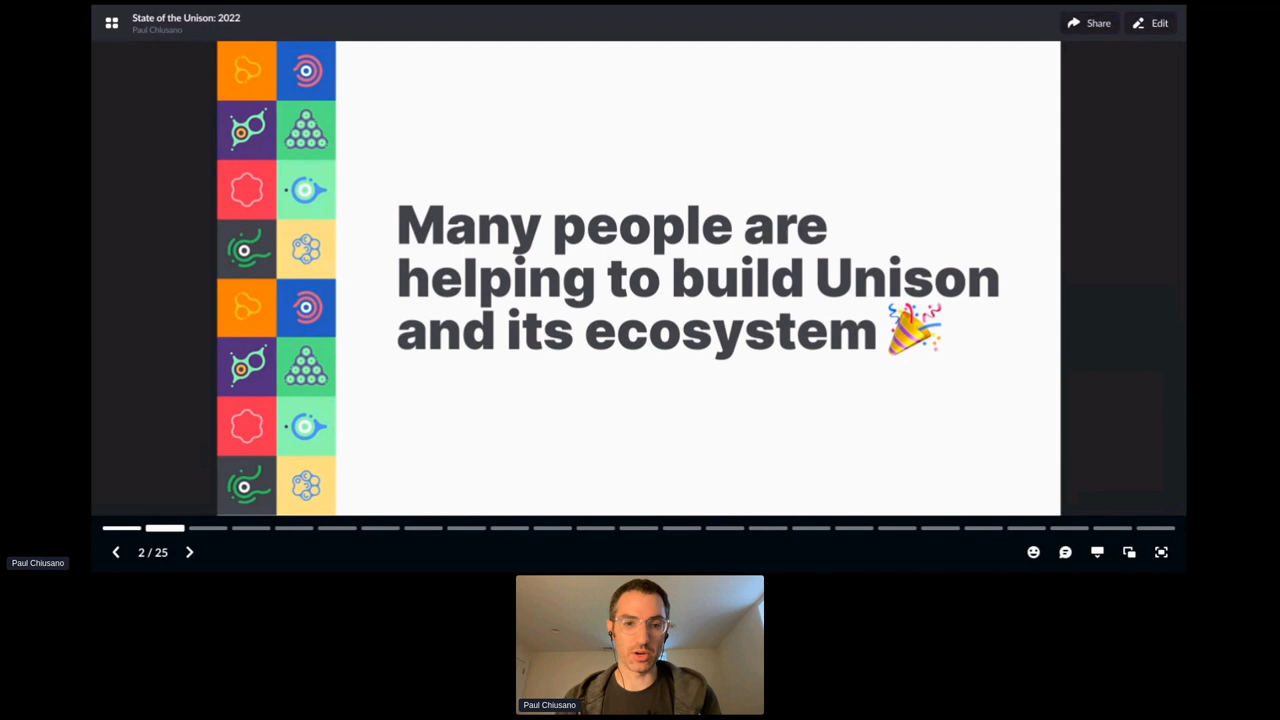 State of the Unison: 2022
Paul Chiusano
Share
Edit
Many people are
helping to build Unison
and its ecosystem 🎉
2 / 25
Paul Chiusano
Paul Chiusano